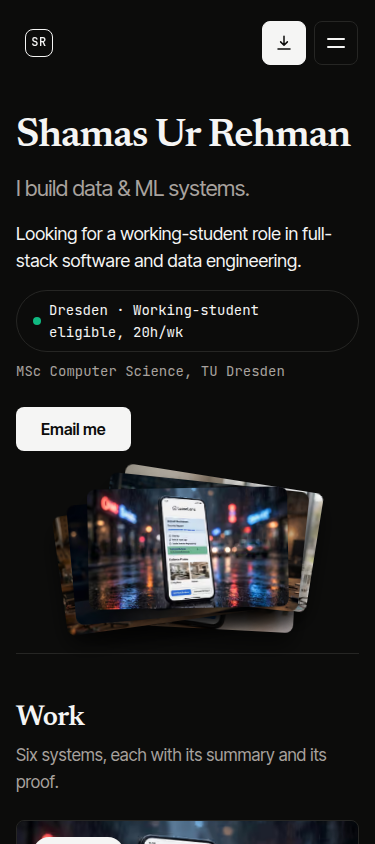 SR
Shamas Ur Rehman
I build data & ML systems.
Looking for a working-student role in full-
stack software and data engineering.
Dresden · Working-student
eligible, 20h/wk
MSc Computer Science, TU Dresden
Email me
Work
Six systems, each with its summary and its
proof.